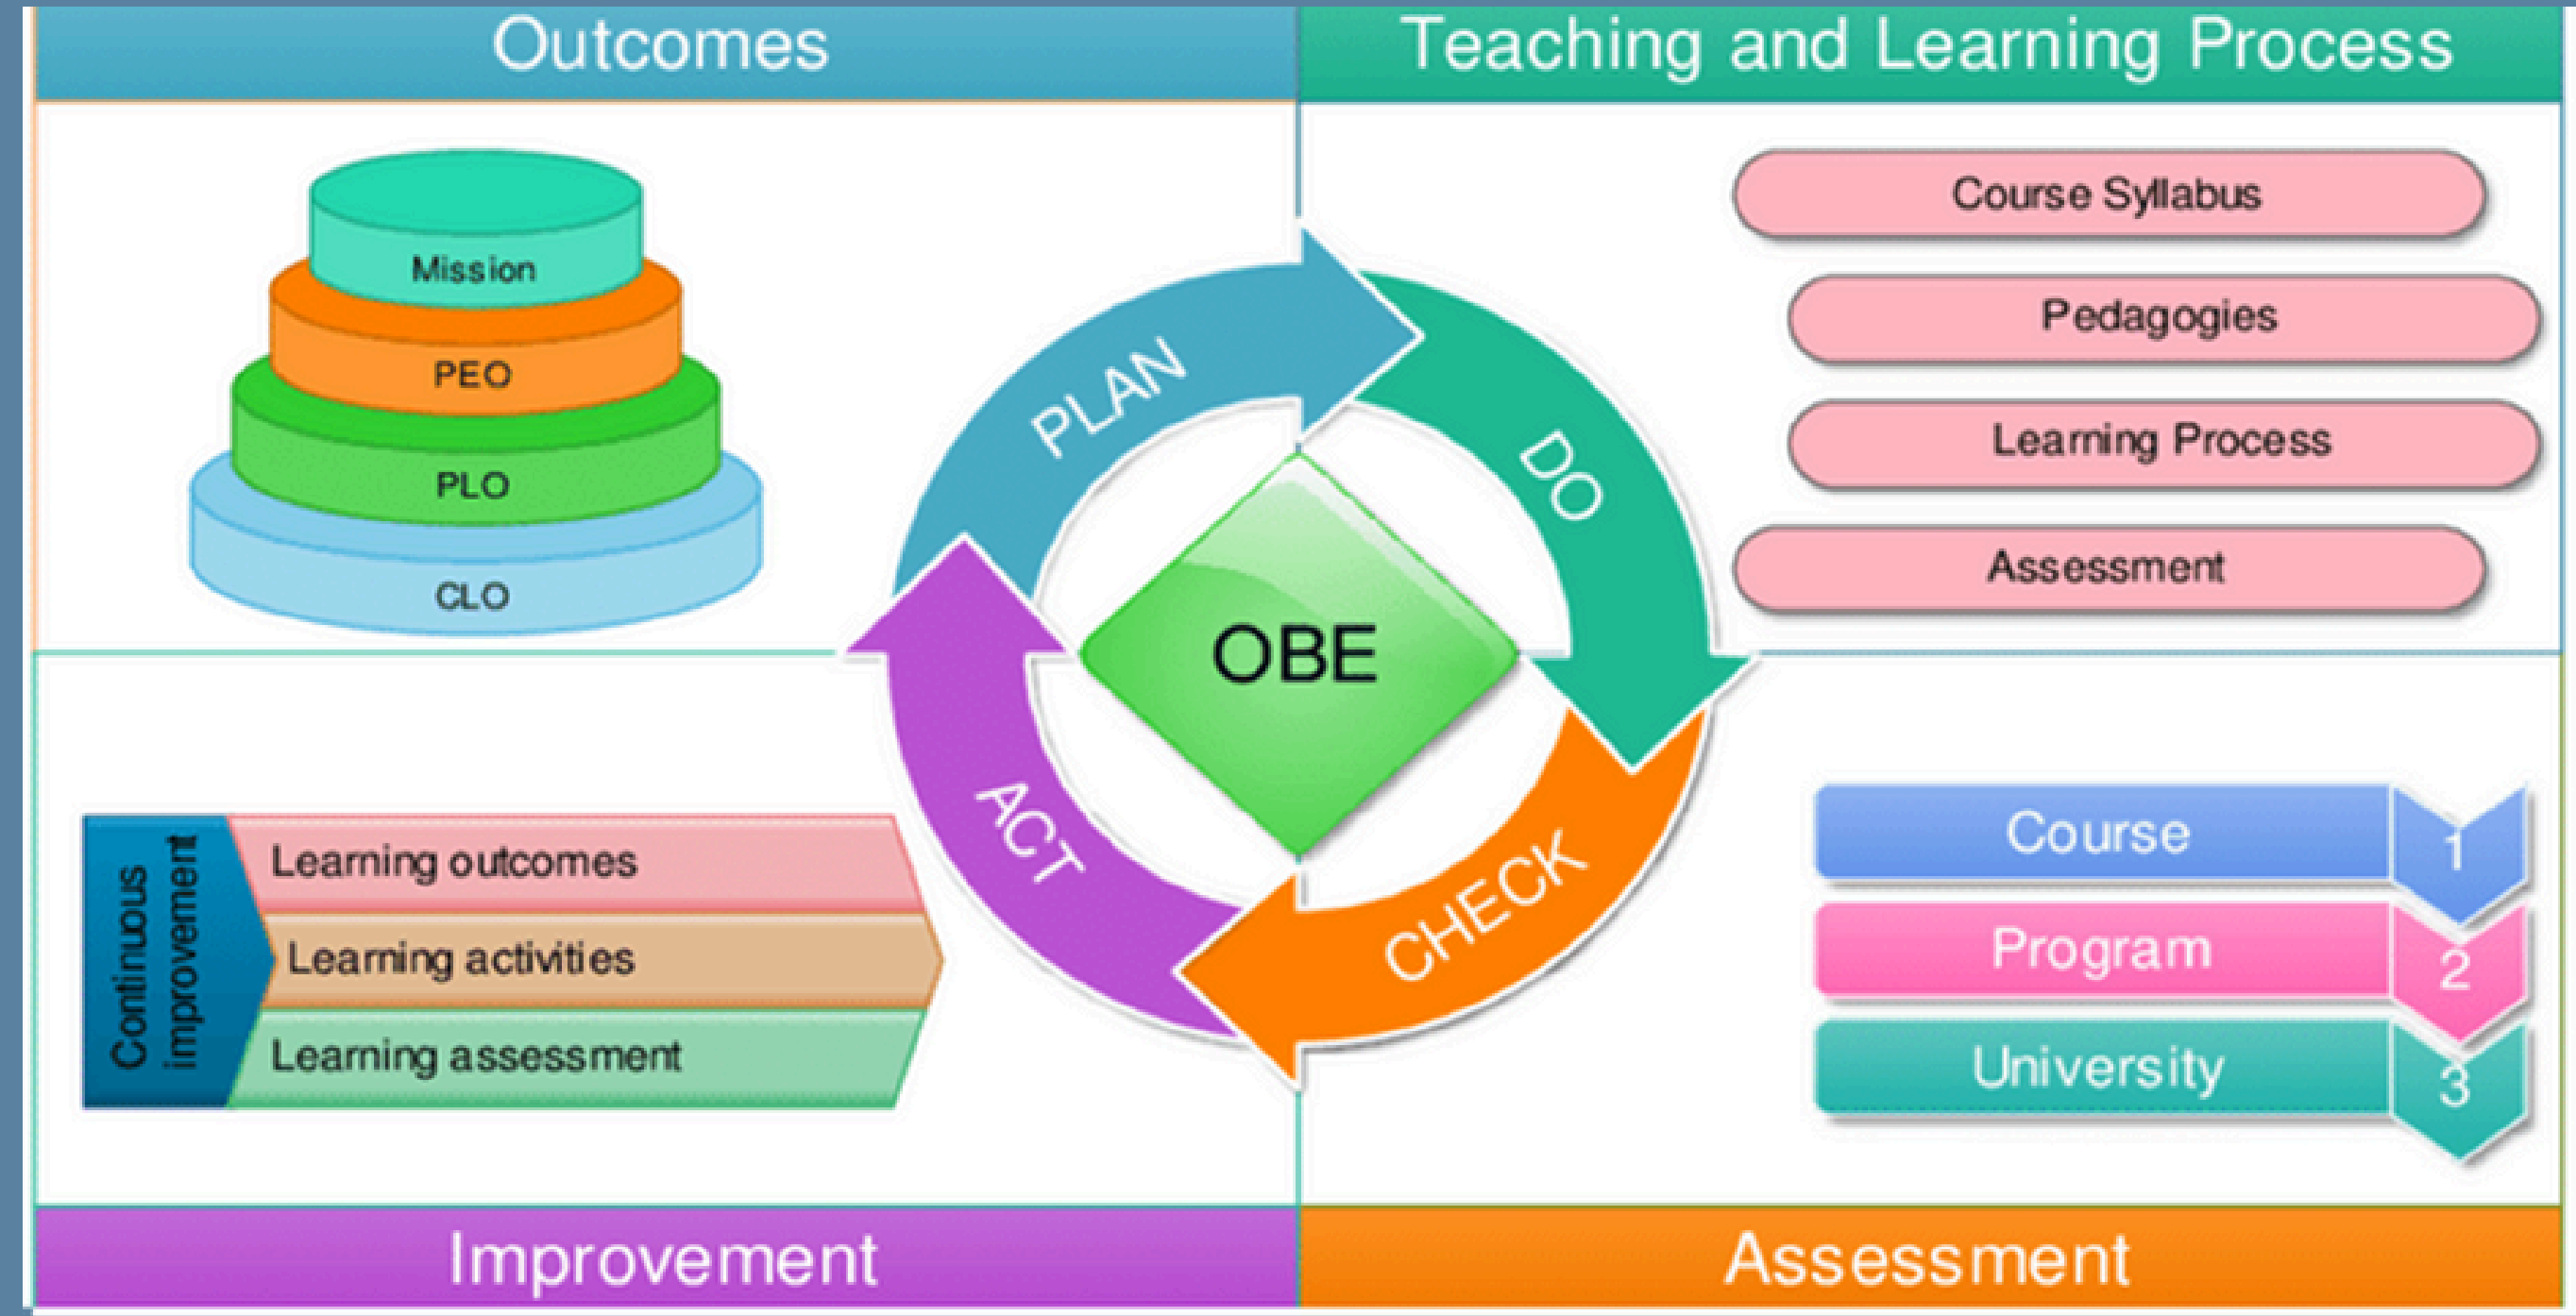 Outcomes
Teaching and Learning Process
Mission
PEO
PLO
CLO
Course Syllabus
Pedagogies
Learning Process
Assessment
PLAN
DO
OBE
ACT
CHECK
Continuous
improvement
Learning outcomes
Learning activities
Learning assessment
Course 1
Program 2
University 3
Improvement
Assessment